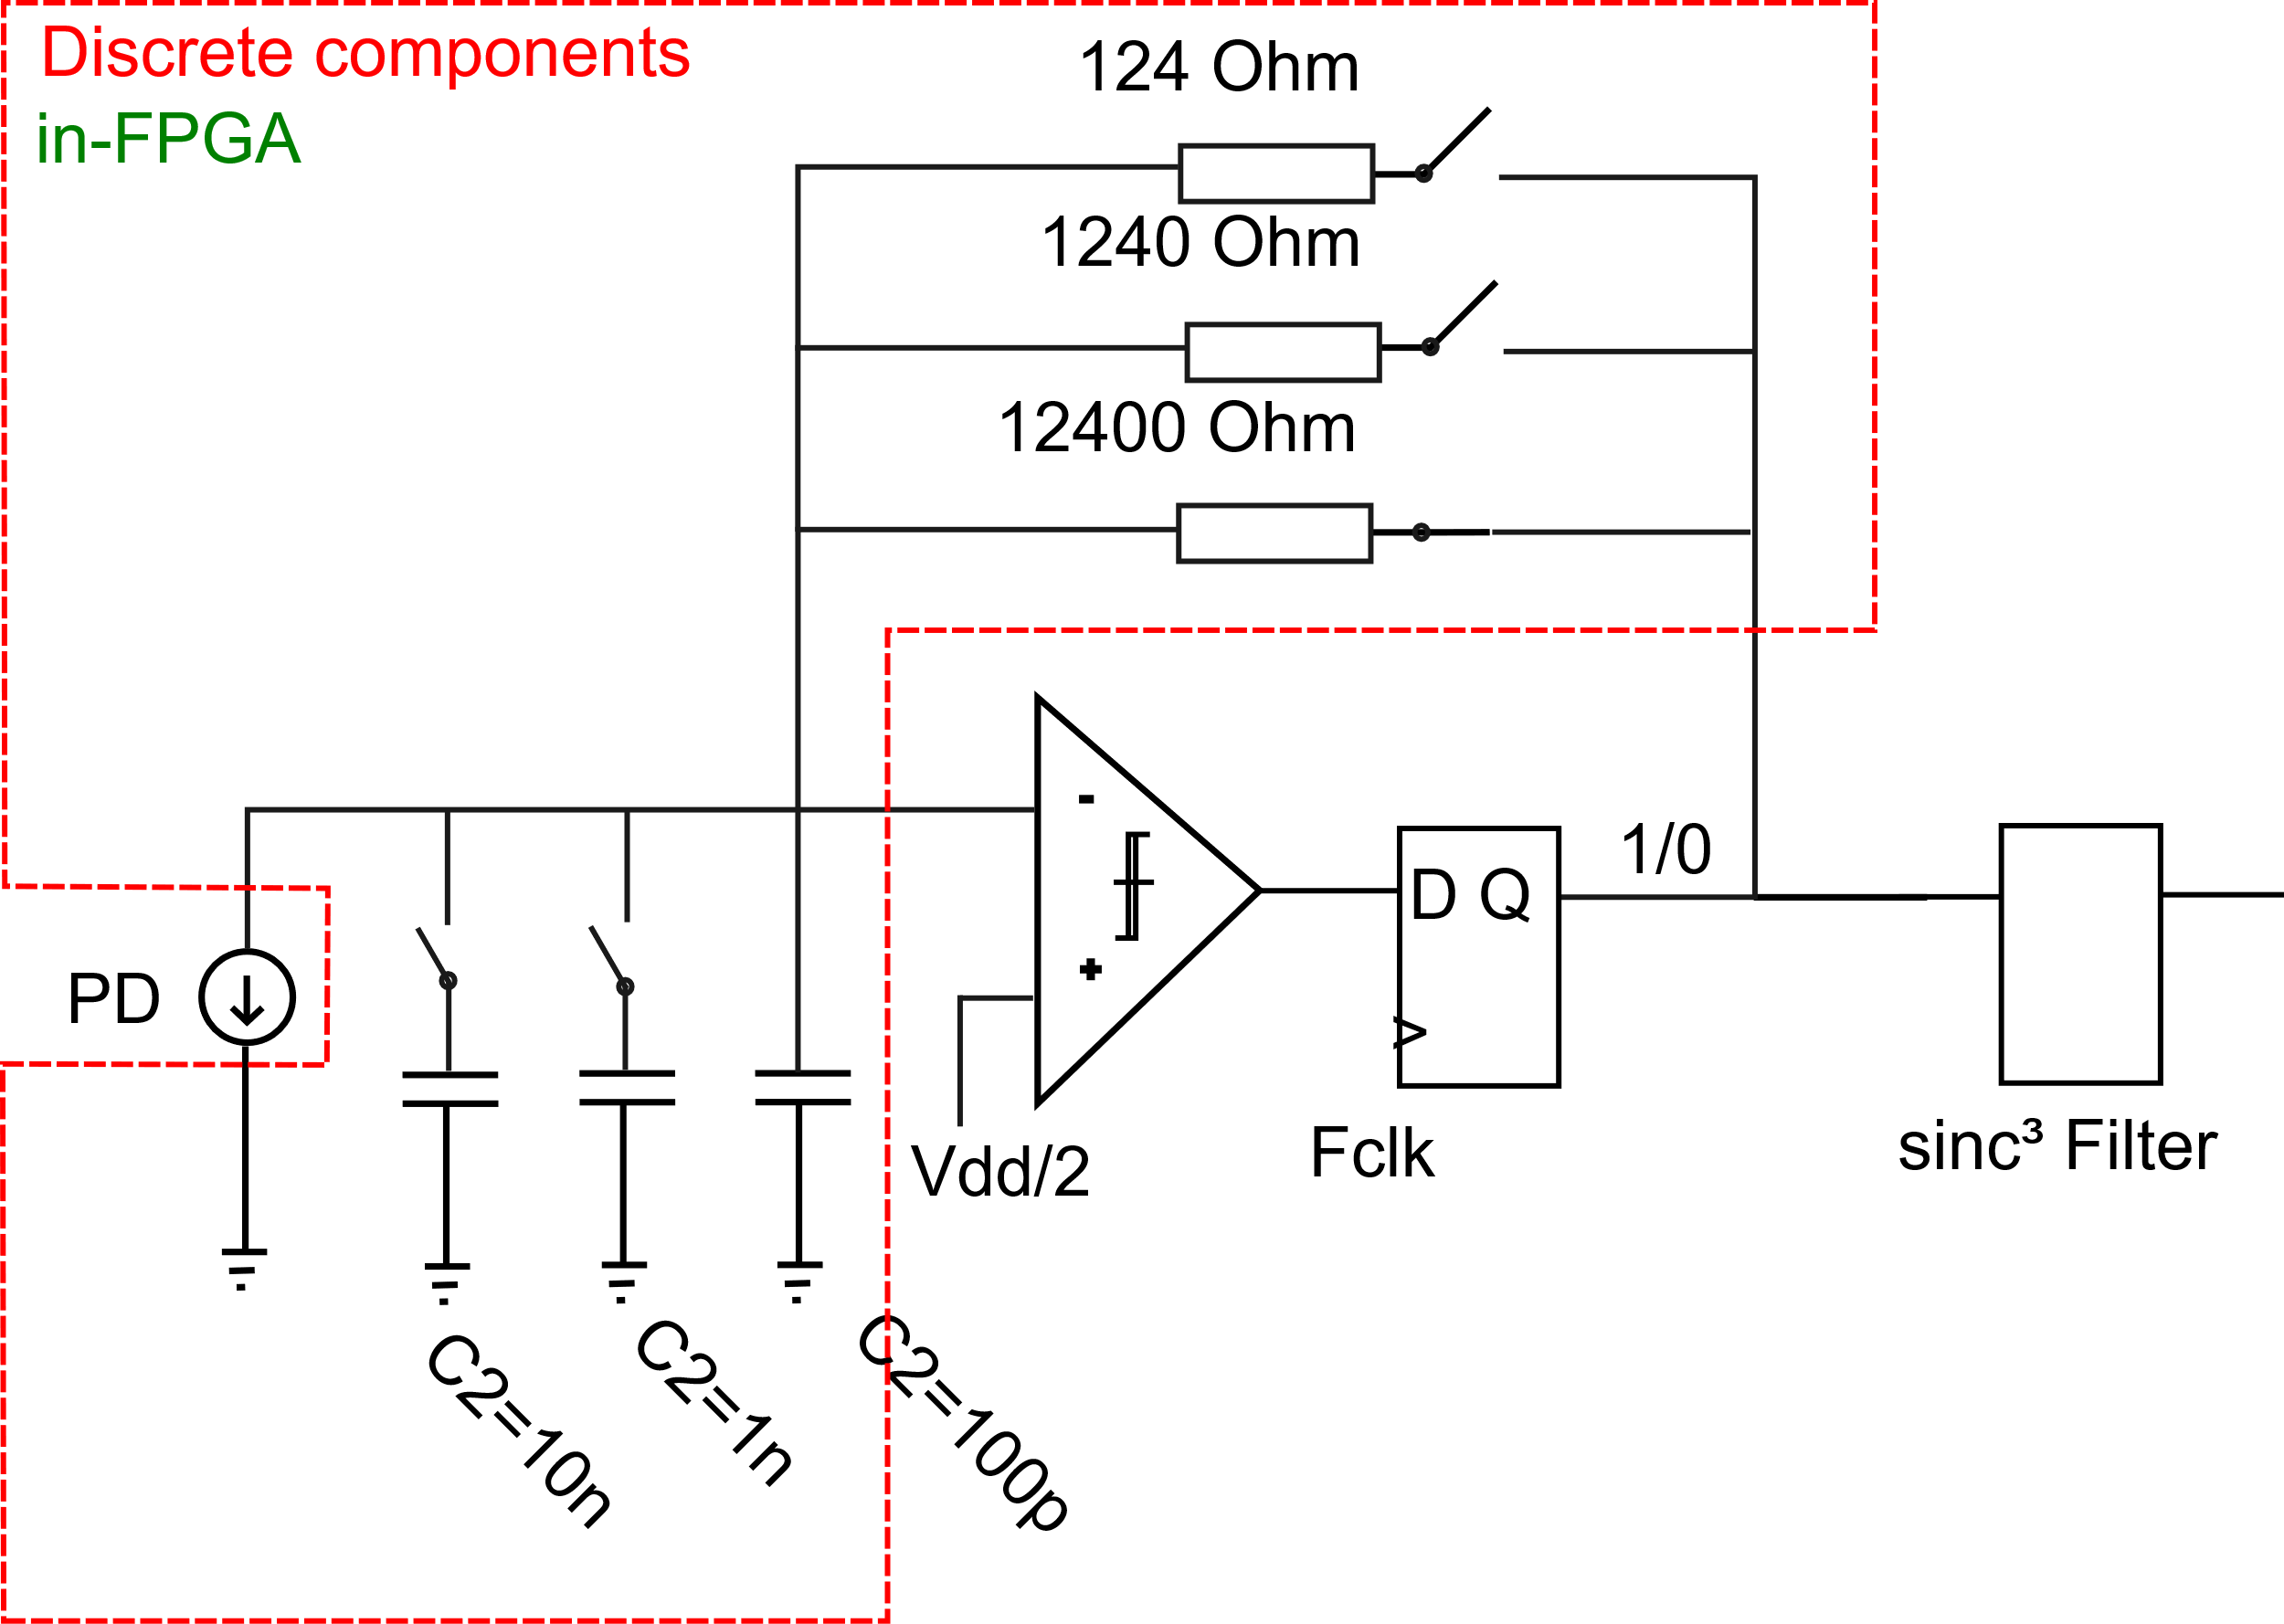 Discrete components
in-FPGA
124 Ohm
1240 Ohm
12400 Ohm
-
+
D Q
>
1/0
PD
Vdd/2
Fclk
sinc³ Filter
C2=10n
C2=1n
C2=100p